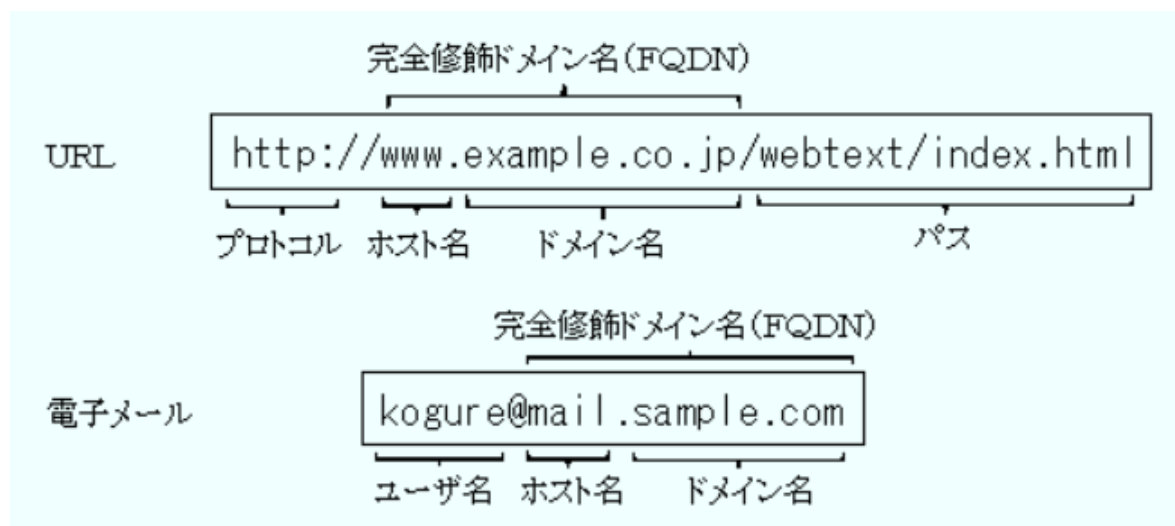 完全修飾ドメイン名(FQDN)
URL
http://www.example.co.jp/webtext/index.html
プロトコル ホスト名 ドメイン名 パス
完全修飾ドメイン名(FQDN)
電子メール
kogure@mail.sample.com
ユーザ名 ホスト名 ドメイン名